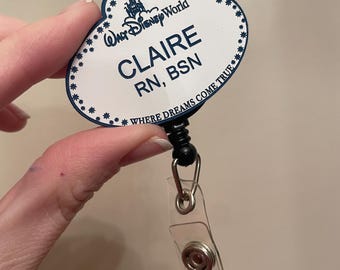 Walt Disney World
CLAIRE
RN, BSN
WHERE DREAMS COME TRUE